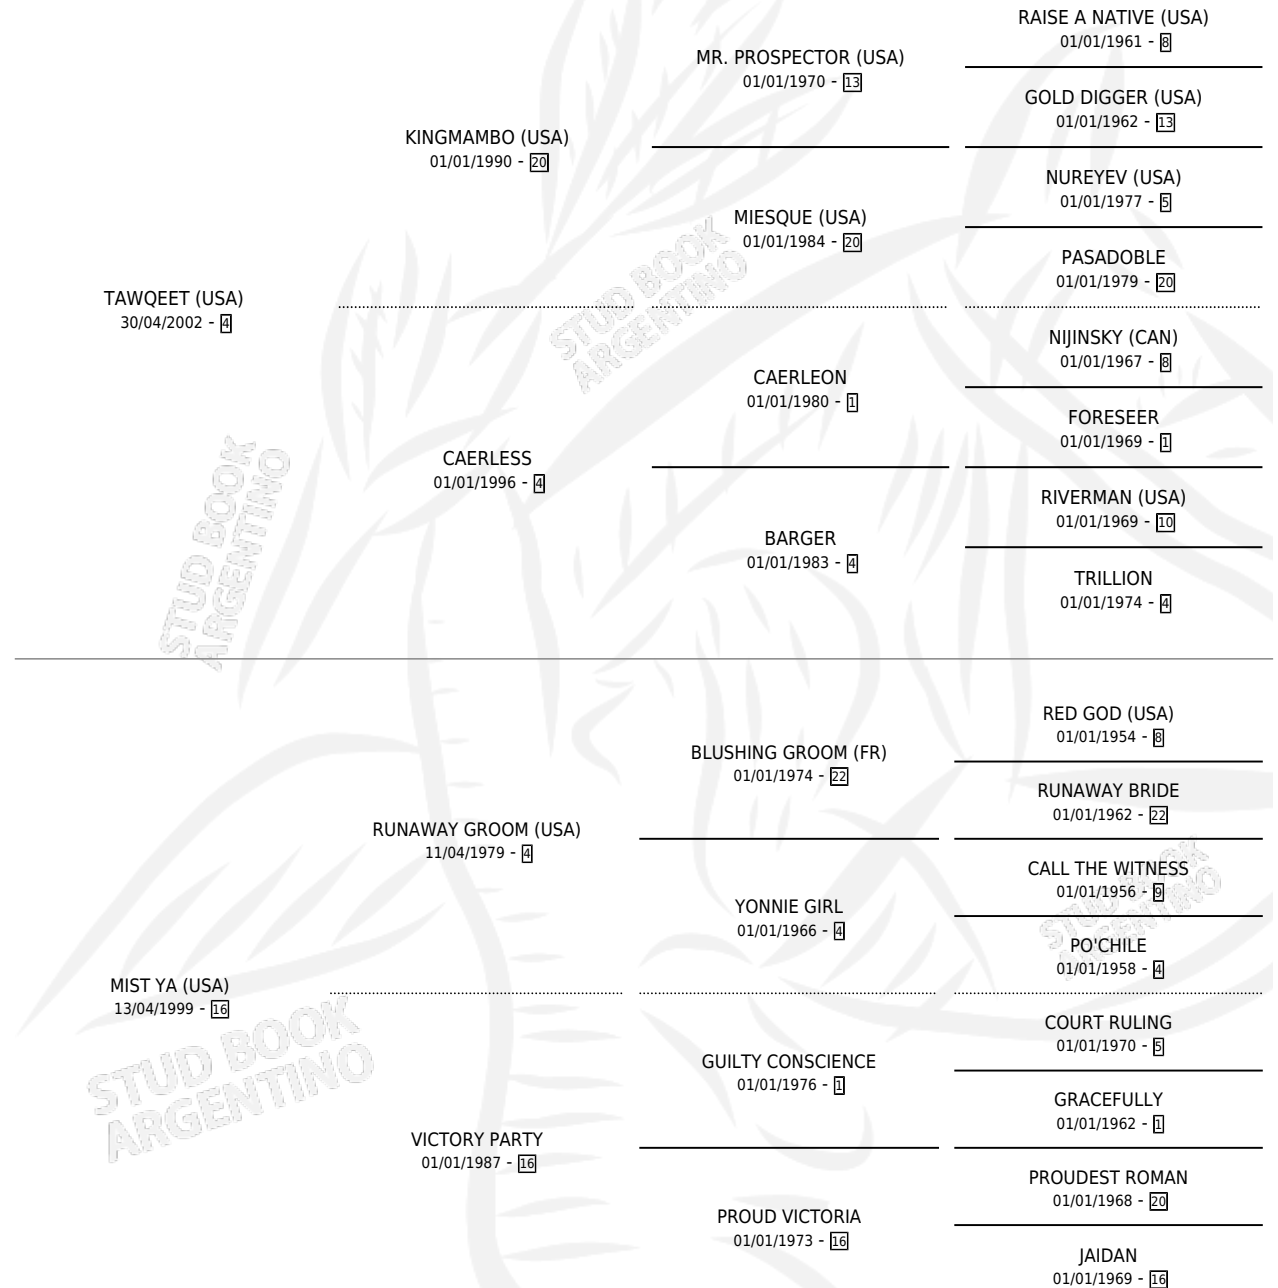 RAISE A NATIVE (USA)
01/01/1961 - 8
MR. PROSPECTOR (USA)
01/01/1970 - 13
GOLD DIGGER (USA)
01/01/1962 - 13
KINGMAMBO (USA)
01/01/1990 - 20
NUREYEV (USA)
01/01/1977 - 5
MIESQUE (USA)
01/01/1984 - 20
PASADOBLE
01/01/1979 - 20
STUD BOOK
ARGENTINO
TAWQEET (USA)
30/04/2002 - 4
NIJINSKY (CAN)
01/01/1967 - 8
CAERLEON
01/01/1980 - 1
FORESEER
01/01/1969 - 1
CAERLESS
01/01/1996 - 4
RIVERMAN (USA)
01/01/1969 - 10
BARGER
01/01/1983 - 4
TRILLION
01/01/1974 - 4
STUD BOOK
ARGENTINO
RED GOD (USA)
01/01/1954 - 8
BLUSHING GROOM (FR)
01/01/1974 - 22
RUNAWAY BRIDE
01/01/1962 - 22
RUNAWAY GROOM (USA)
11/04/1979 - 4
CALL THE WITNESS
01/01/1956 - 9
YONNIE GIRL
01/01/1966 - 4
PO'CHILE
01/01/1958 - 4
STUD BOOK
ARGENTINO
MIST YA (USA)
13/04/1999 - 16
COURT RULING
01/01/1970 - 5
GUILTY CONSCIENCE
01/01/1976 - 1
GRACEFULLY
01/01/1962 - 1
STUD BOOK
ARGENTINO
VICTORY PARTY
01/01/1987 - 16
PROUDEST ROMAN
01/01/1968 - 20
PROUD VICTORIA
01/01/1973 - 16
JAIDAN
01/01/1969 - 16